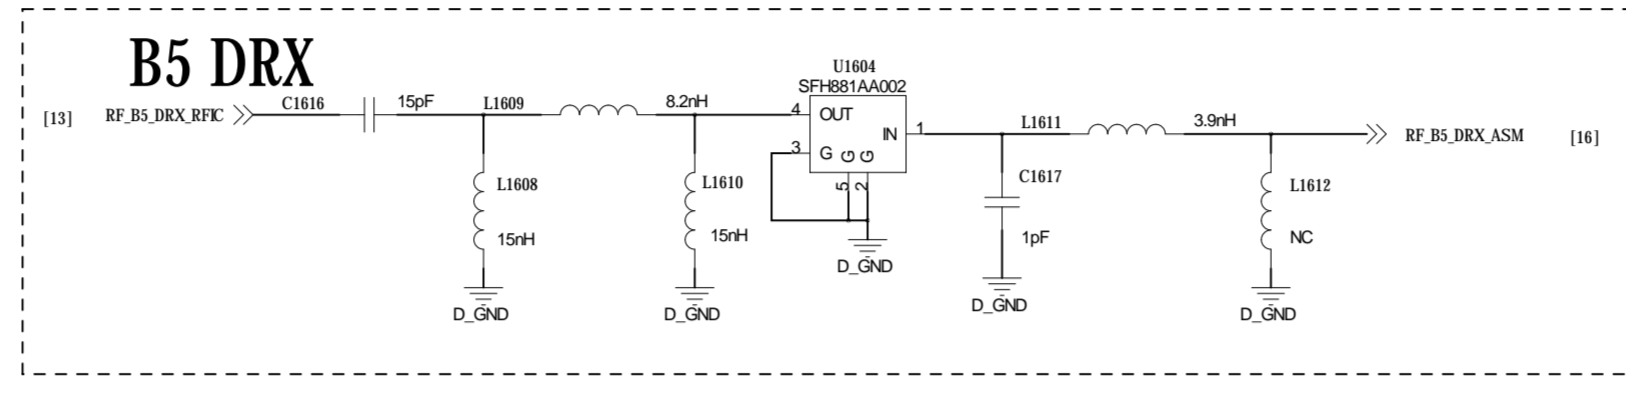 B5 DRX
U1604
SFH881AA002
[13] RF_B5_DRX_RFIC C1616 15pF L1609 8.2nH 4 OUT IN 1 L1611 3.9nH RF_B5_DRX_ASM [16]
3 G G G
5 2
L1608
15nH
D_GND
L1610
15nH
D_GND
D_GND
C1617
1pF
D_GND
L1612
NC
D_GND